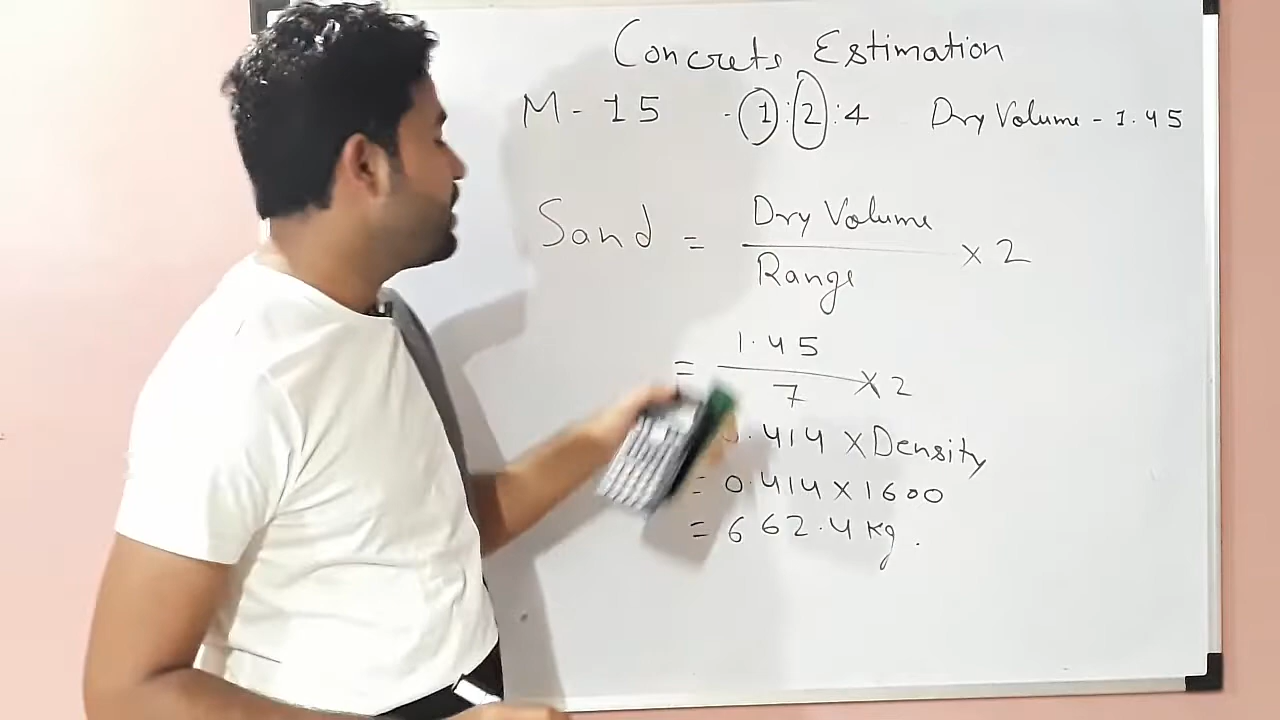 Concrete Estimation
M-15 - 1:2:4 Dry Volume - 1.45
Sand = Dry Volume / Range × 2
= 1.45 / 7 × 2
0.414 × Density
= 0.414 × 1600
= 662.4 kg.